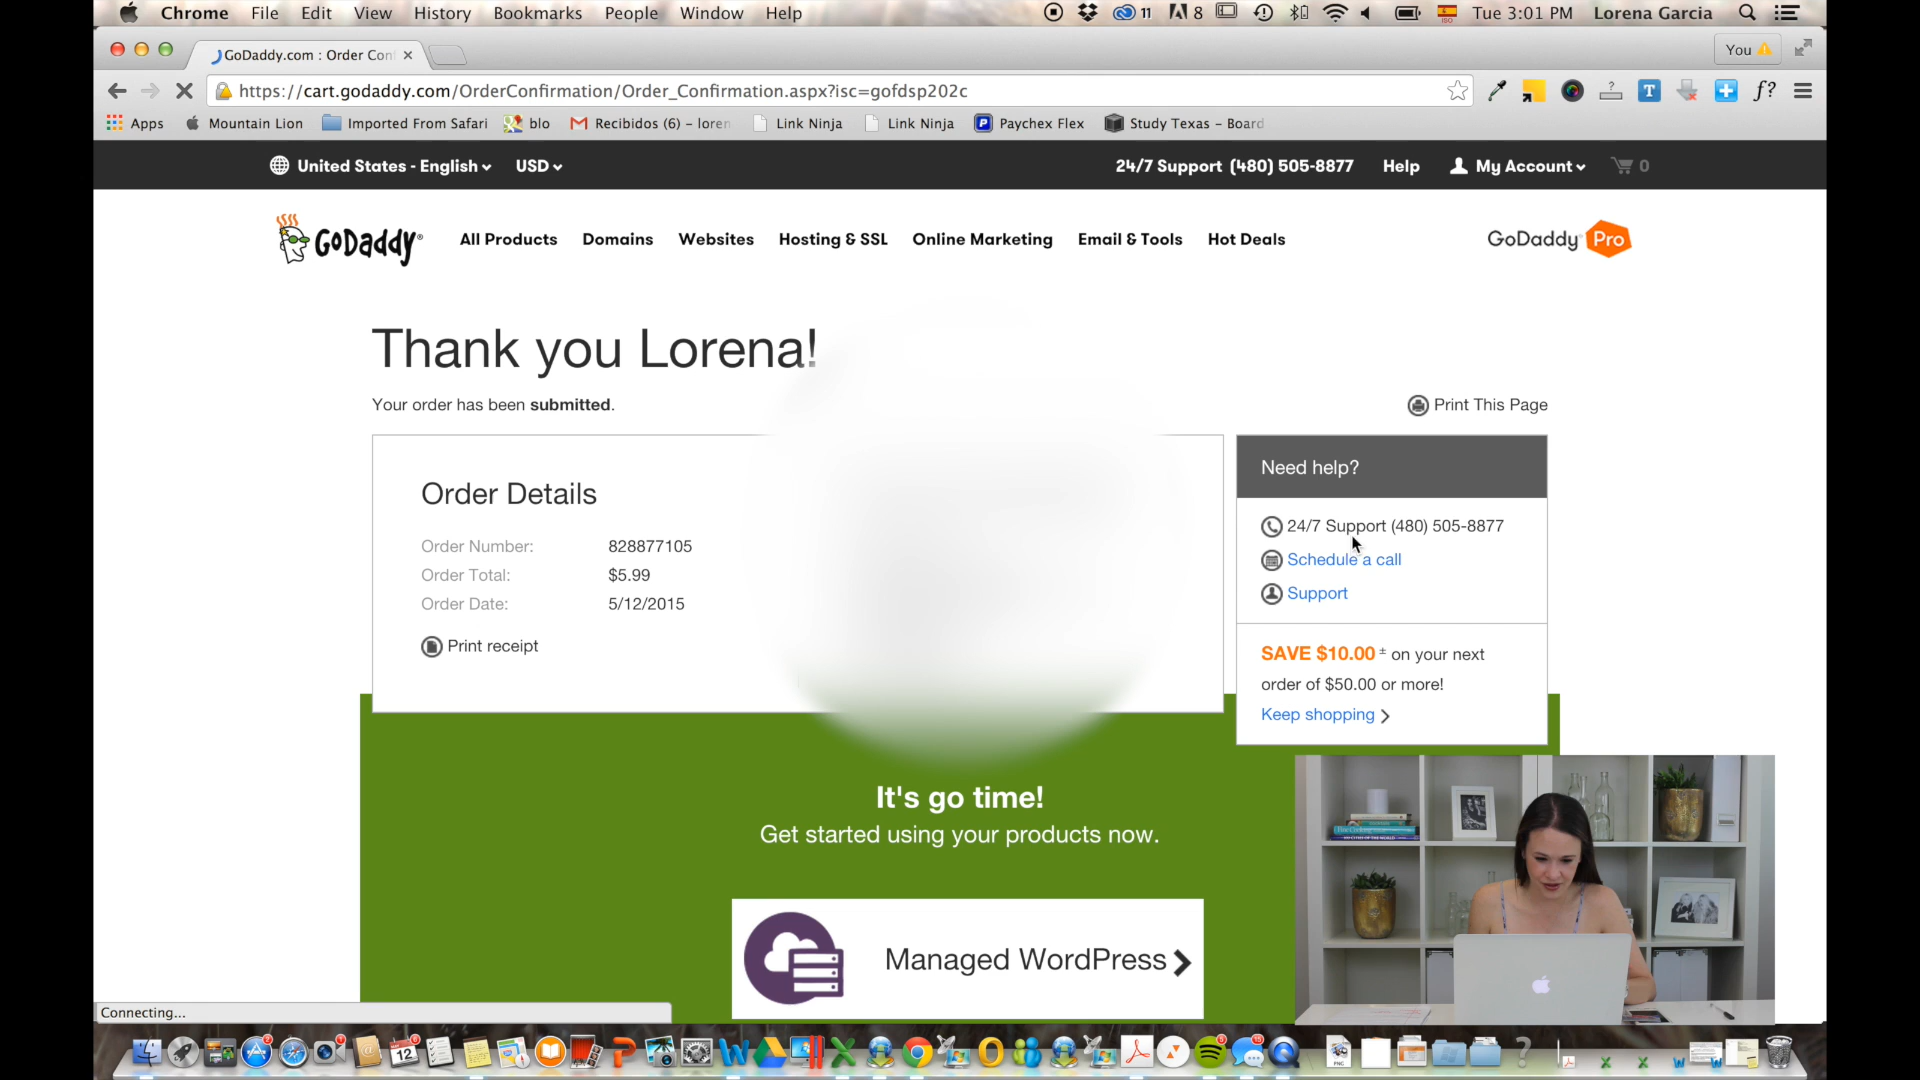 Chrome File Edit View History Bookmarks People Window Help 11 8 Tue 3:01 PM Lorena Garcia
GoDaddy.com : Order Con
You
https://cart.godaddy.com/OrderConfirmation/Order_Confirmation.aspx?isc=gofdsp202c
Apps Mountain Lion Imported From Safari blo Recibidos (6) – loren Link Ninja Link Ninja Paychex Flex Study Texas – Board
United States - English USD 24/7 Support (480) 505-8877 Help My Account 0
GoDaddy All Products Domains Websites Hosting & SSL Online Marketing Email & Tools Hot Deals GoDaddy Pro
Thank you Lorena!
Your order has been submitted.
Print This Page
Order Details
Order Number: 828877105
Order Total: $5.99
Order Date: 5/12/2015
Print receipt
Need help?
24/7 Support (480) 505-8877
Schedule a call
Support
SAVE $10.00 ± on your next
order of $50.00 or more!
Keep shopping
It's go time!
Get started using your products now.
Managed WordPress
Connecting...